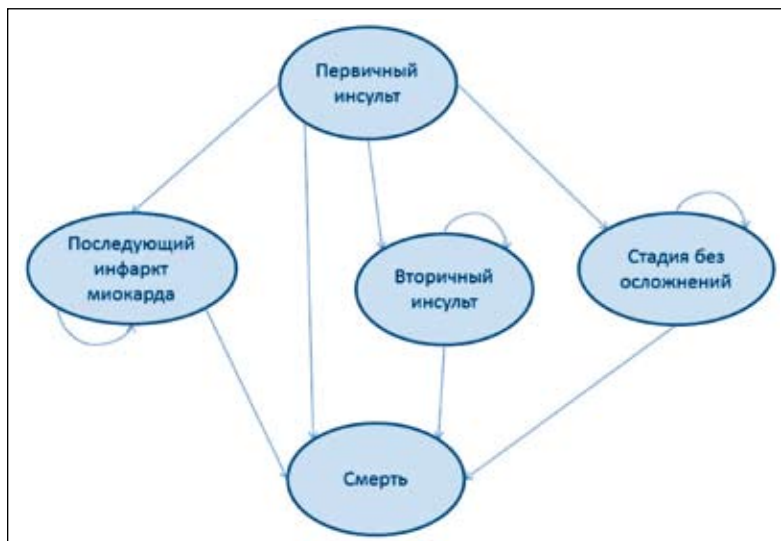 Первичный
инсульт
Последующий
инфаркт
миокарда
Вторичный
инсульт
Стадия без
осложнений
Смерть